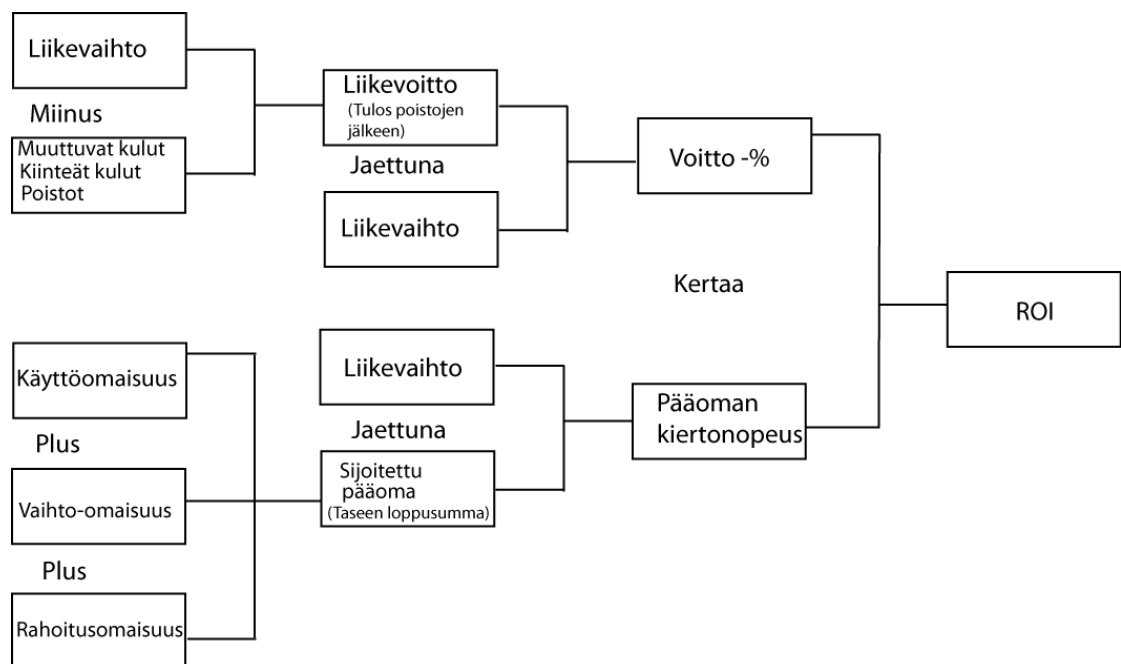 Liikevaihto
Miinus
Muuttuvat kulut
Kiinteät kulut
Poistot
Liikevoitto
(Tulos poistojen
jälkeen)
Jaettuna
Liikevaihto
Voitto -%
Kertaa
ROI
Käyttöomaisuus
Plus
Vaihto-omaisuus
Plus
Rahoitusomaisuus
Liikevaihto
Jaettuna
Sijoitettu
pääoma
(Taseen loppusumma)
Pääoman
kiertonopeus